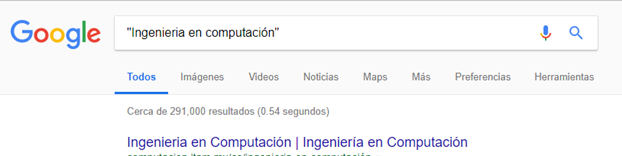 Google "Ingenieria en computación"
Todos Imágenes Videos Noticias Maps Más Preferencias Herramientas
Cerca de 291,000 resultados (0.54 segundos)
Ingenieria en Computación | Ingeniería en Computación